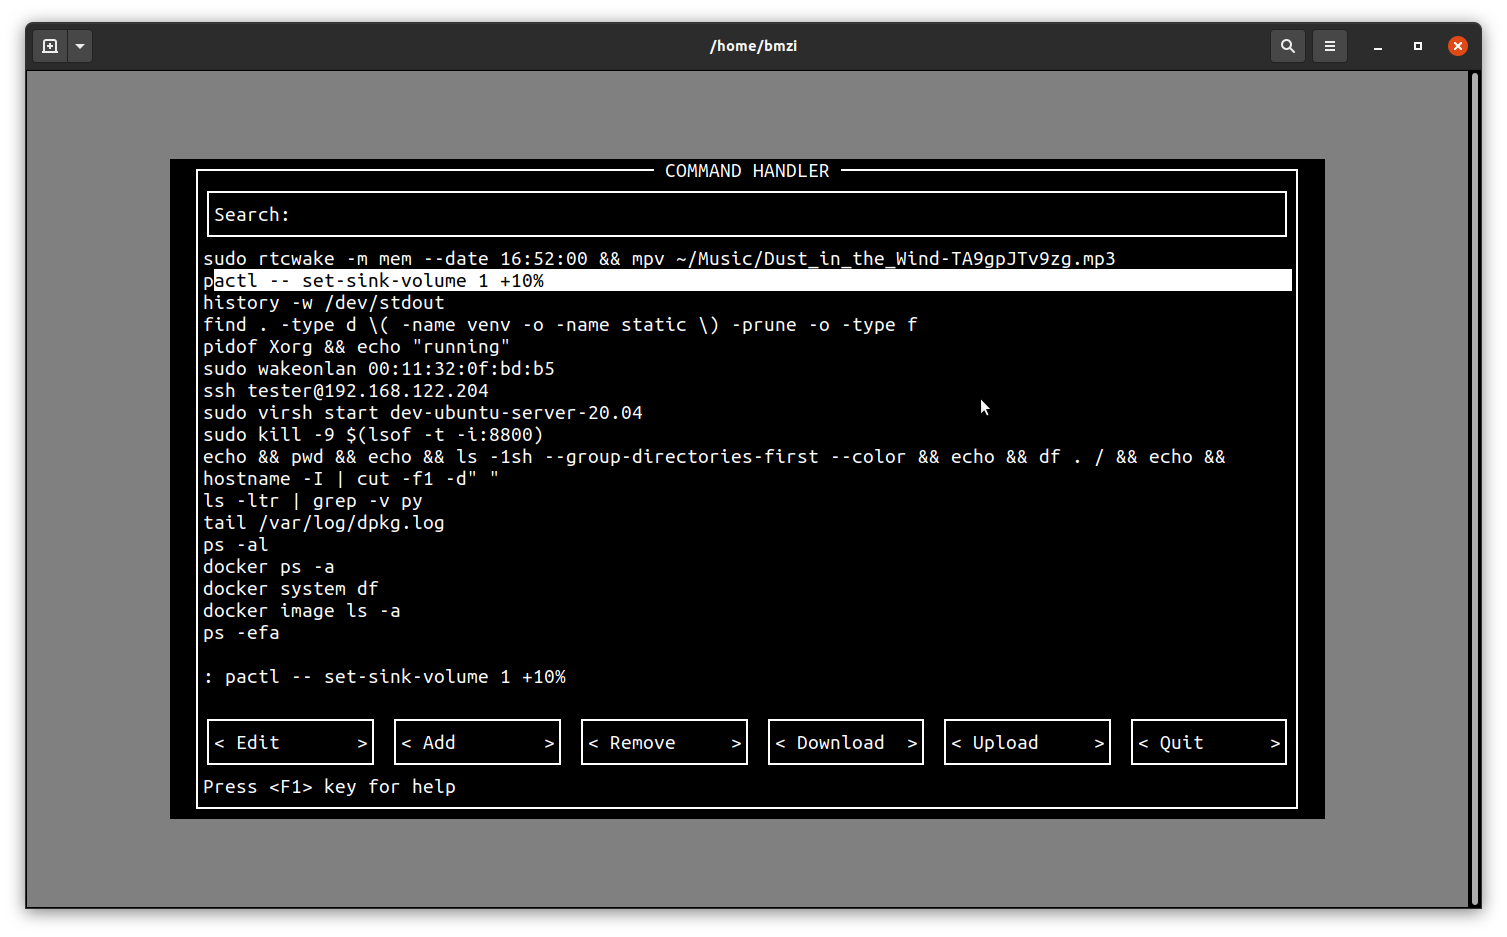 /home/bmzi
COMMAND HANDLER
Search:
sudo rtcwake -m mem --date 16:52:00 && mpv ~/Music/Dust_in_the_Wind-TA9gpJTv9zg.mp3
pactl -- set-sink-volume 1 +10%
history -w /dev/stdout
find . -type d \( -name venv -o -name static \) -prune -o -type f
pidof Xorg && echo "running"
sudo wakeonlan 00:11:32:0f:bd:b5
ssh tester@192.168.122.204
sudo virsh start dev-ubuntu-server-20.04
sudo kill -9 $(lsof -t -i:8800)
echo && pwd && echo && ls -1sh --group-directories-first --color && echo && df . / && echo &&
hostname -I | cut -f1 -d" "
ls -ltr | grep -v py
tail /var/log/dpkg.log
ps -al
docker ps -a
docker system df
docker image ls -a
ps -efa
: pactl -- set-sink-volume 1 +10%
< Edit > < Add > < Remove > < Download > < Upload > < Quit >
Press <F1> key for help